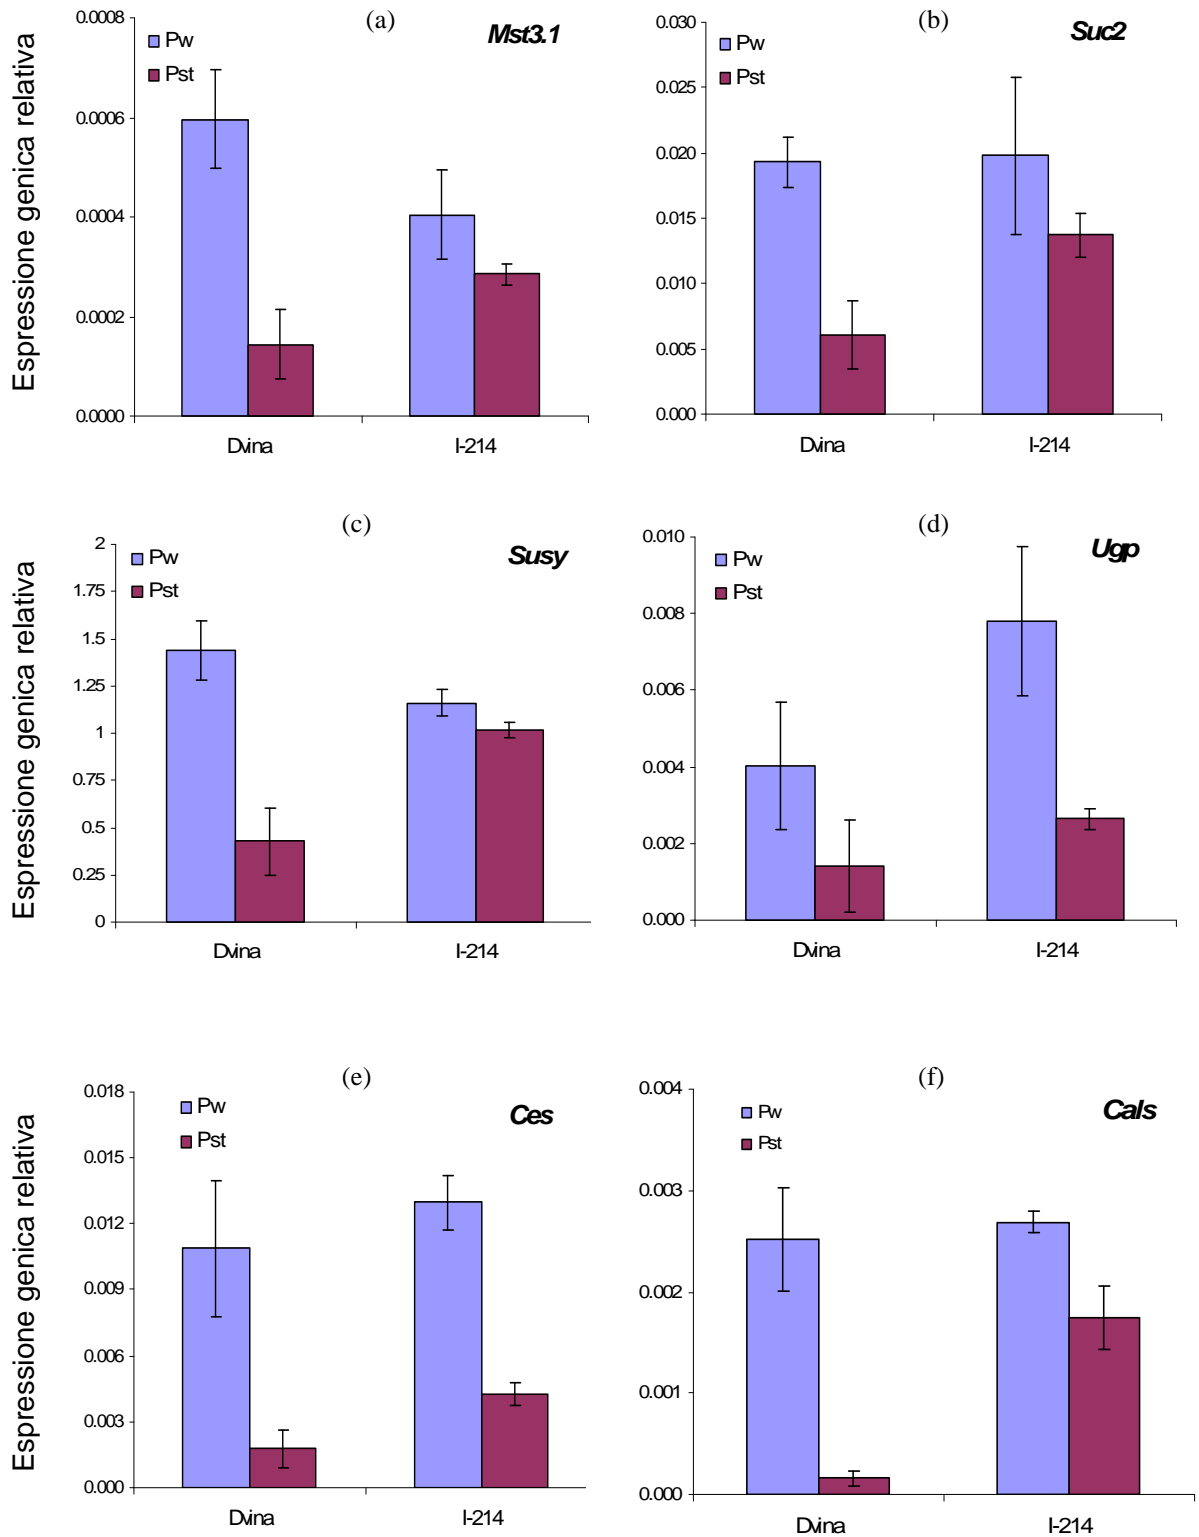 (a)
Mst3.1
Pw
Pst
Espressione genica relativa
0.0008
0.0006
0.0004
0.0002
0.0000
Dvina
I-214
(b)
Suc2
Pw
Pst
0.030
0.025
0.020
0.015
0.010
0.005
0.000
Dvina
I-214
(c)
Susy
Pw
Pst
Espressione genica relativa
2
1.75
1.5
1.25
1
0.75
0.5
0.25
0
Dvina
I-214
(d)
Ugp
Pw
Pst
0.010
0.008
0.006
0.004
0.002
0.000
Dvina
I-214
(e)
Ces
Pw
Pst
Espressione genica relativa
0.018
0.015
0.012
0.009
0.006
0.003
0.000
Dvina
I-214
(f)
Cals
Pw
Pst
0.004
0.003
0.002
0.001
0.000
Dvina
I-214